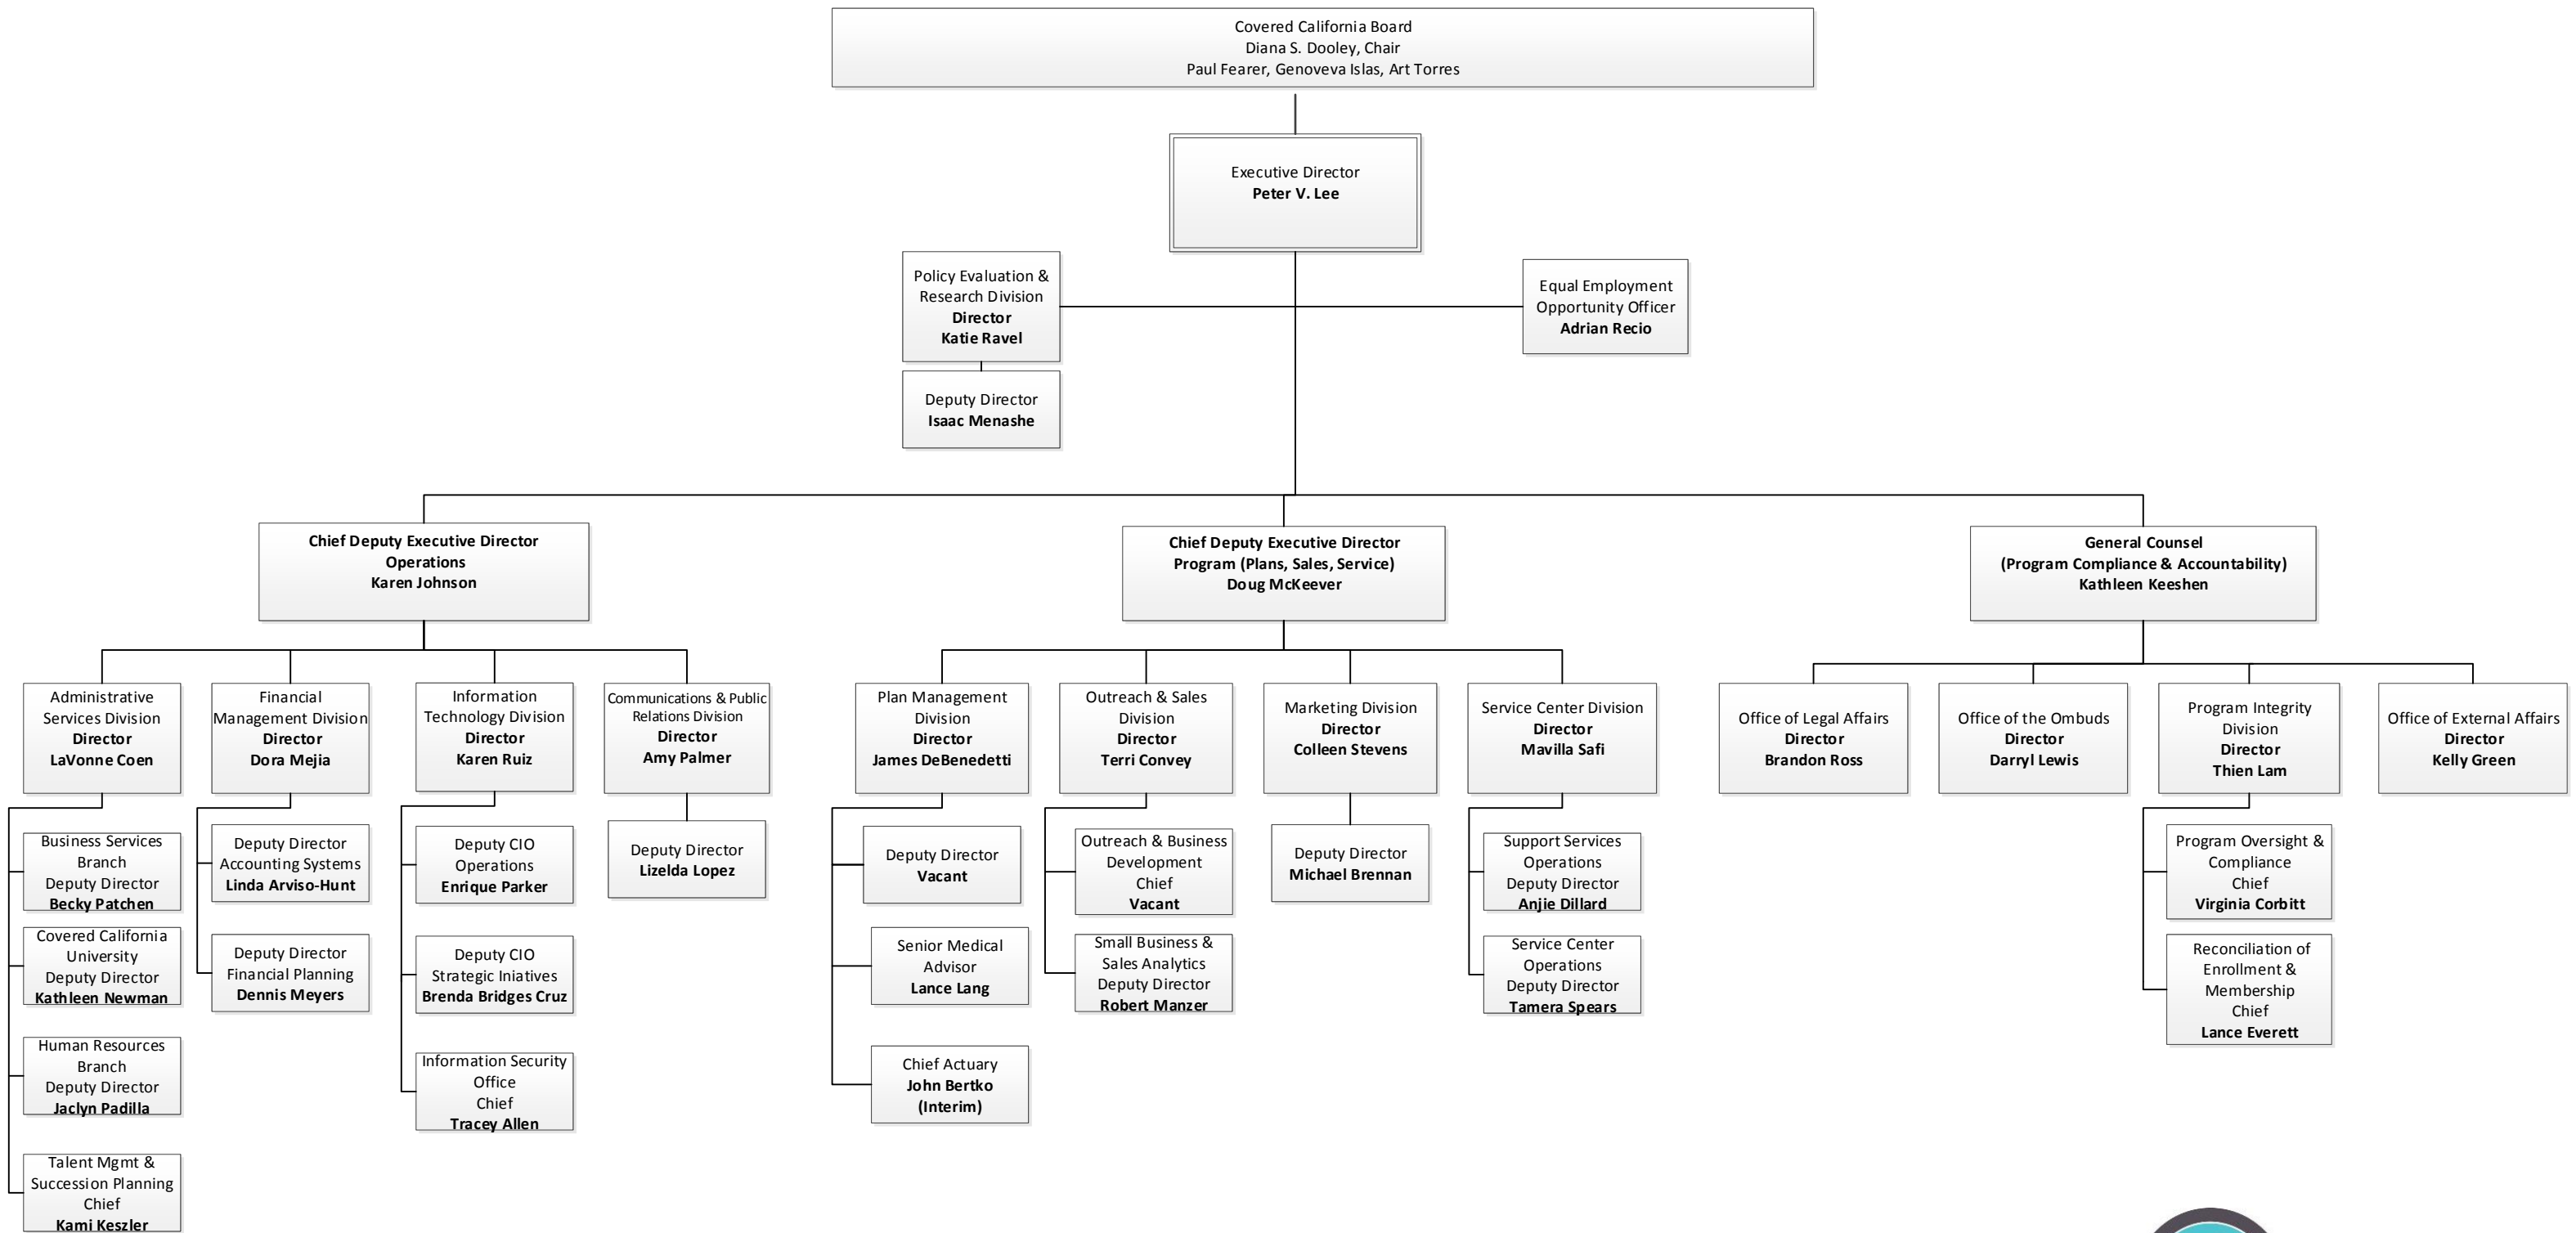 Covered California Board
Diana S. Dooley, Chair
Paul Fearer, Genoveva Islas, Art Torres
Executive Director
Peter V. Lee
Policy Evaluation &
Research Division
Director
Katie Ravel
Equal Employment
Opportunity Officer
Adrian Recio
Deputy Director
Isaac Menashe
Chief Deputy Executive Director
Operations
Karen Johnson
Chief Deputy Executive Director
Program (Plans, Sales, Service)
Doug McKeever
General Counsel
(Program Compliance & Accountability)
Kathleen Keeshen
Administrative
Services Division
Director
LaVonne Coen
Financial
Management Division
Director
Dora Mejia
Information
Technology Division
Director
Karen Ruiz
Communications & Public
Relations Division
Director
Amy Palmer
Plan Management
Division
Director
James DeBenedetti
Outreach & Sales
Division
Director
Terri Convey
Marketing Division
Director
Colleen Stevens
Service Center Division
Director
Mavilla Safi
Office of Legal Affairs
Director
Brandon Ross
Office of the Ombuds
Director
Darryl Lewis
Program Integrity
Division
Director
Thien Lam
Office of External Affairs
Director
Kelly Green
Business Services
Branch
Deputy Director
Becky Patchen
Covered California
University
Deputy Director
Kathleen Newman
Human Resources
Branch
Deputy Director
Jaclyn Padilla
Talent Mgmt &
Succession Planning
Chief
Kami Keszler
Deputy Director
Accounting Systems
Linda Arviso-Hunt
Deputy Director
Financial Planning
Dennis Meyers
Deputy CIO
Operations
Enrique Parker
Deputy CIO
Strategic Iniatives
Brenda Bridges Cruz
Information Security
Office
Chief
Tracey Allen
Deputy Director
Lizelda Lopez
Deputy Director
Vacant
Senior Medical
Advisor
Lance Lang
Chief Actuary
John Bertko
(Interim)
Outreach & Business
Development
Chief
Vacant
Small Business &
Sales Analytics
Deputy Director
Robert Manzer
Deputy Director
Michael Brennan
Support Services
Operations
Deputy Director
Anjie Dillard
Service Center
Operations
Deputy Director
Tamera Spears
Program Oversight &
Compliance
Chief
Virginia Corbitt
Reconciliation of
Enrollment &
Membership
Chief
Lance Everett